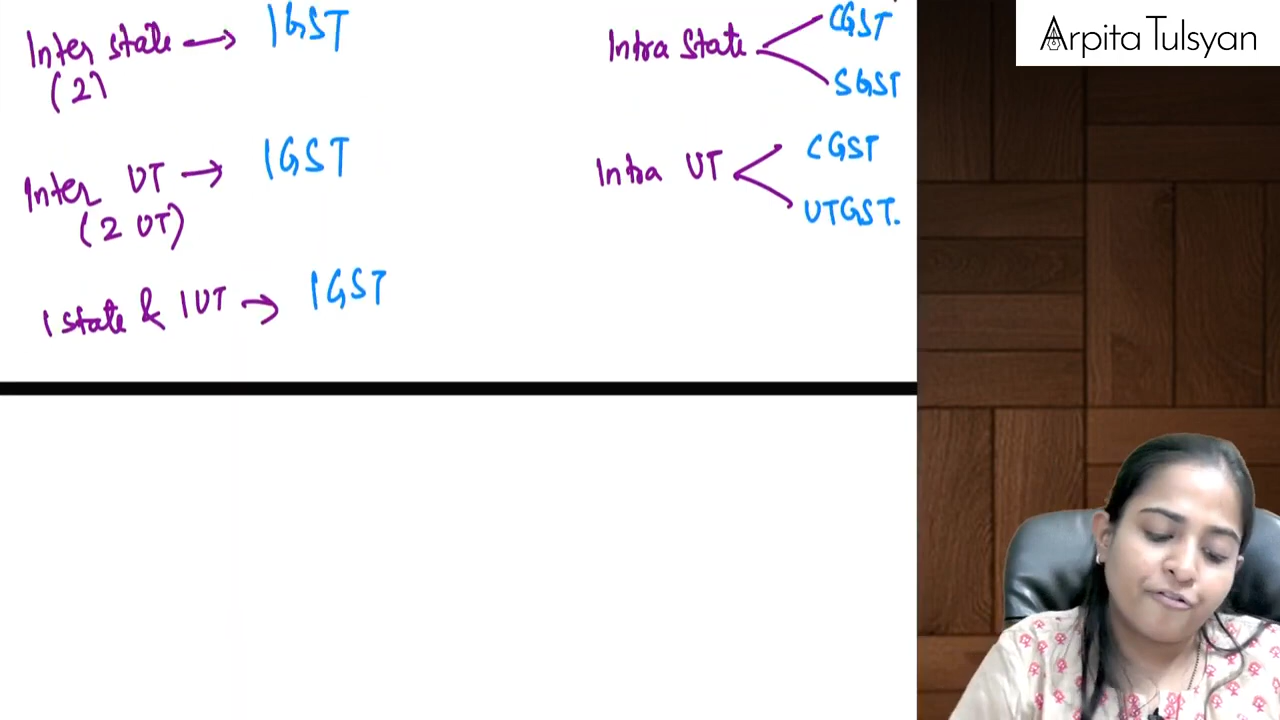 Inter state → IGST
(2)
Inter UT → IGST
(2 UT)
1 state & 1 UT → IGST
Intra State
CGST
SGST
Intra UT
CGST
UTGST.
Arpita Tulsyan